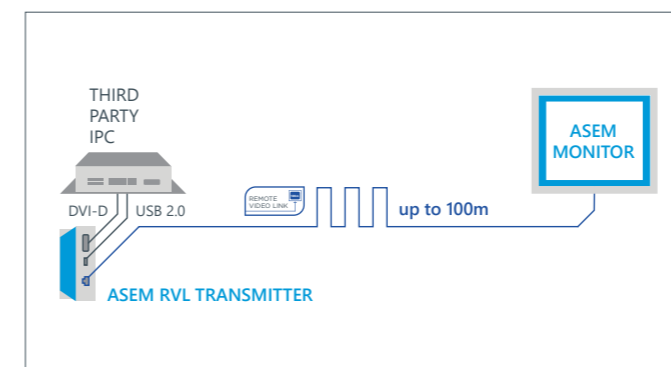 THIRD
PARTY
IPC
DVI-D
USB 2.0
REMOTE
VIDEO LINK
up to 100m
ASEM
MONITOR
ASEM RVL TRANSMITTER